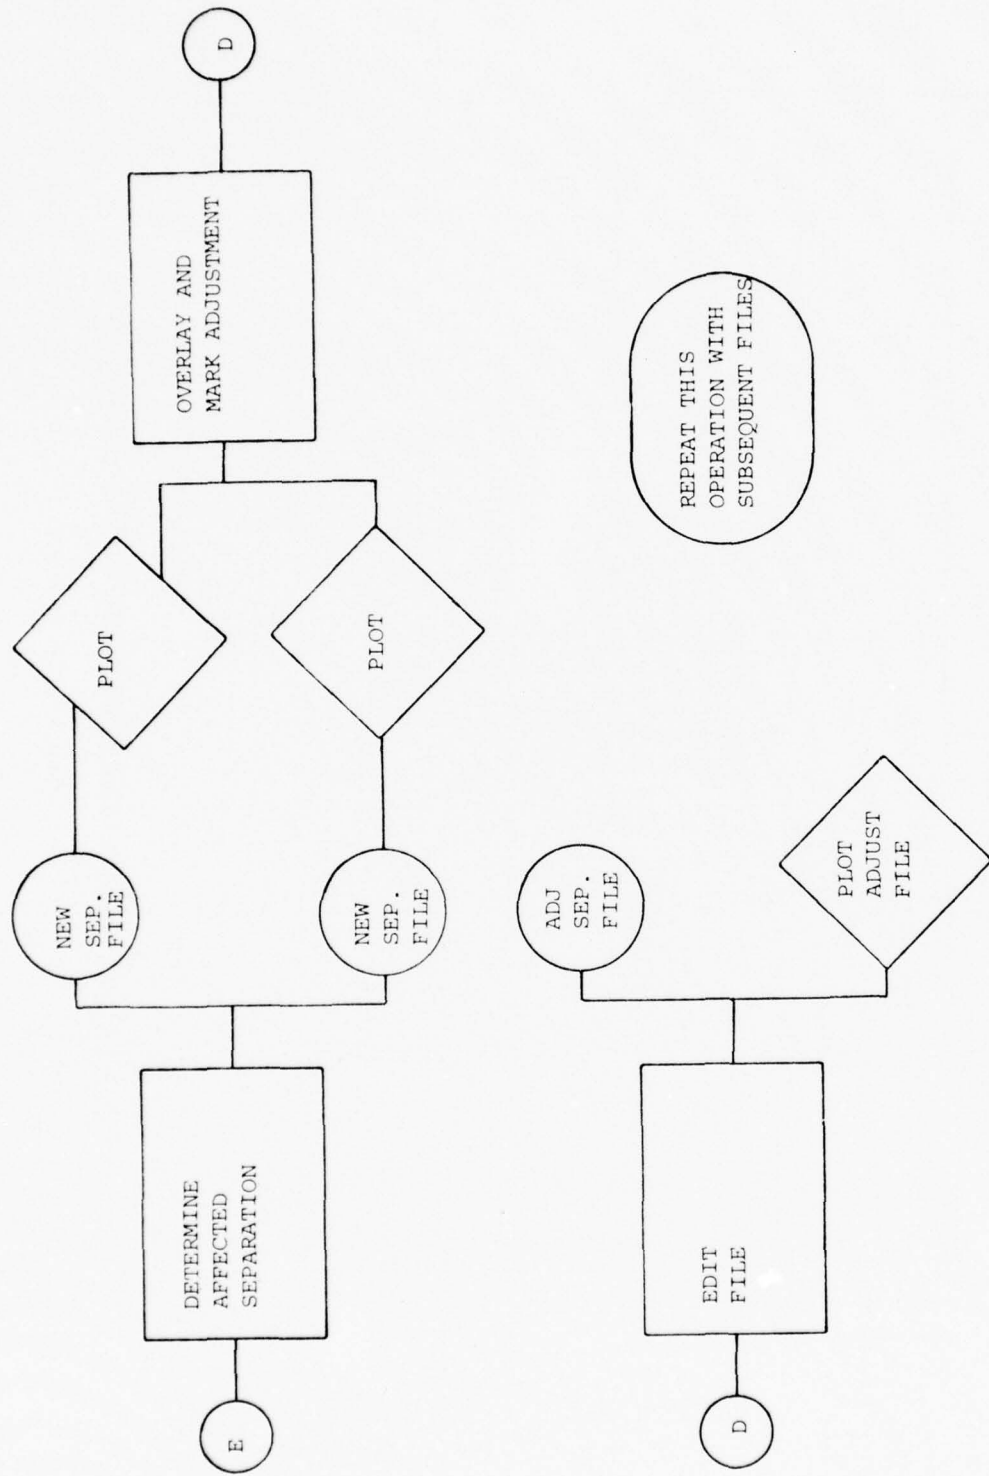 E
DETERMINE
AFFECTED
SEPARATION
NEW
SEP.
FILE
NEW
SEP.
FILE
PLOT
PLOT
OVERLAY AND
MARK ADJUSTMENT
D
D
EDIT
FILE
ADJ
SEP.
FILE
PLOT
ADJUST
FILE
REPEAT THIS
OPERATION WITH
SUBSEQUENT FILES